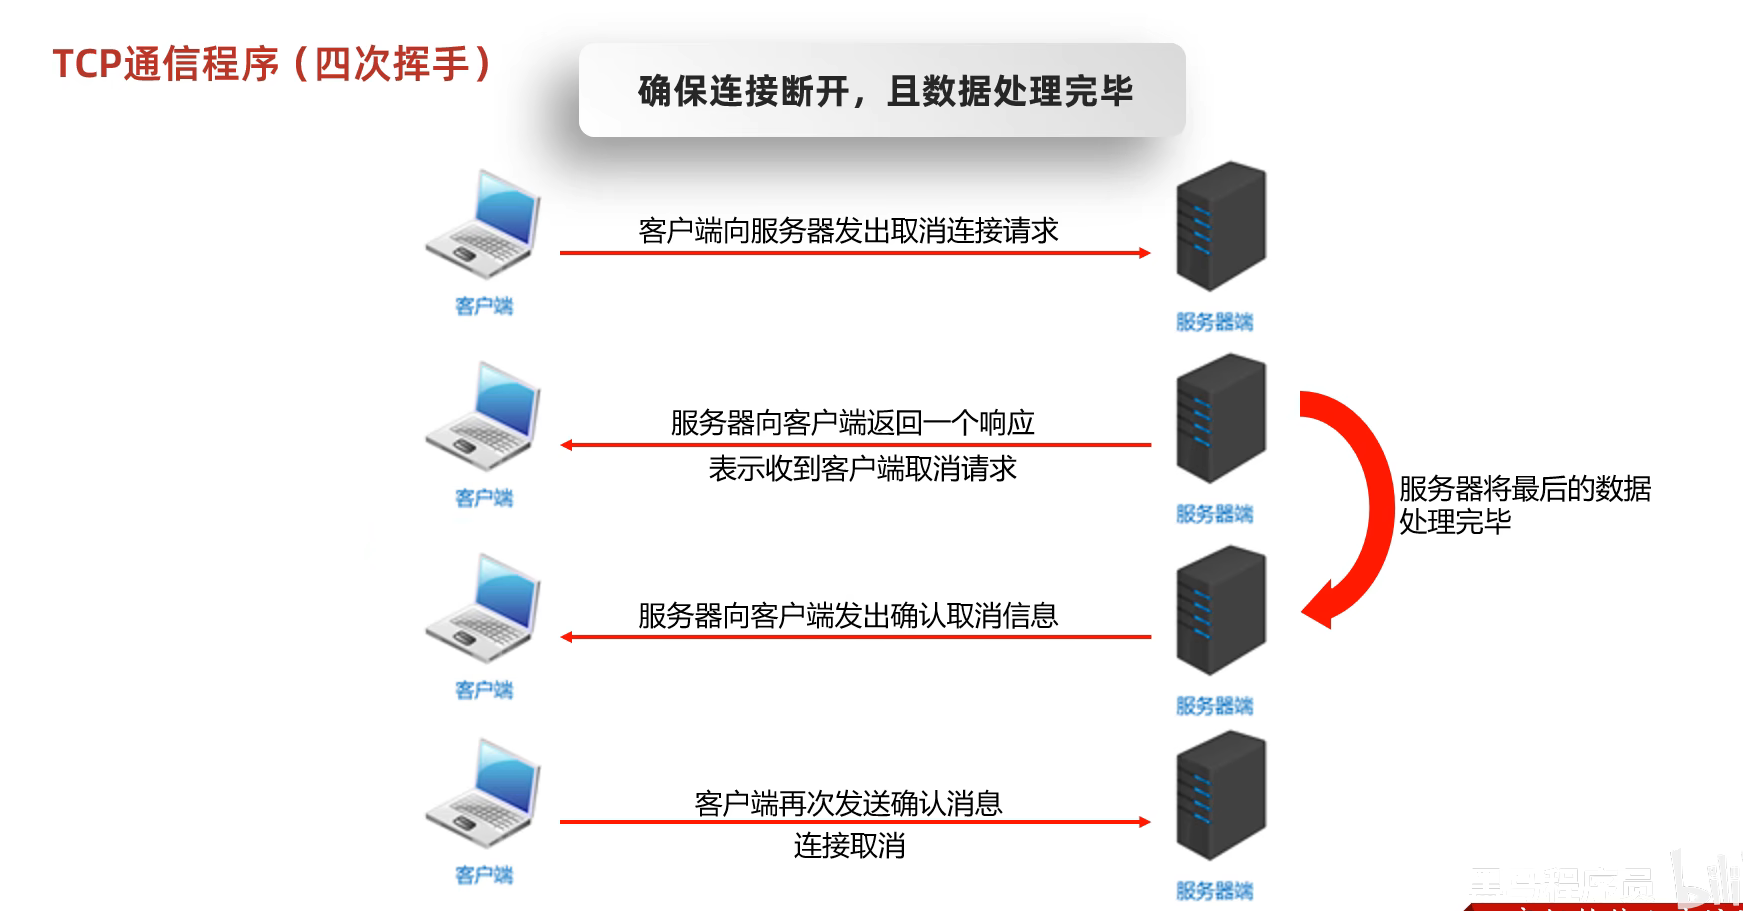 TCP通信程序（四次挥手）
确保连接断开，且数据处理完毕
客户端向服务器发出取消连接请求
客户端
服务器端
服务器向客户端返回一个响应
表示收到客户端取消请求
客户端
服务器端
服务器将最后的数据
处理完毕
服务器向客户端发出确认取消信息
客户端
服务器端
客户端再次发送确认消息
连接取消
客户端
服务器端
程序员
bili